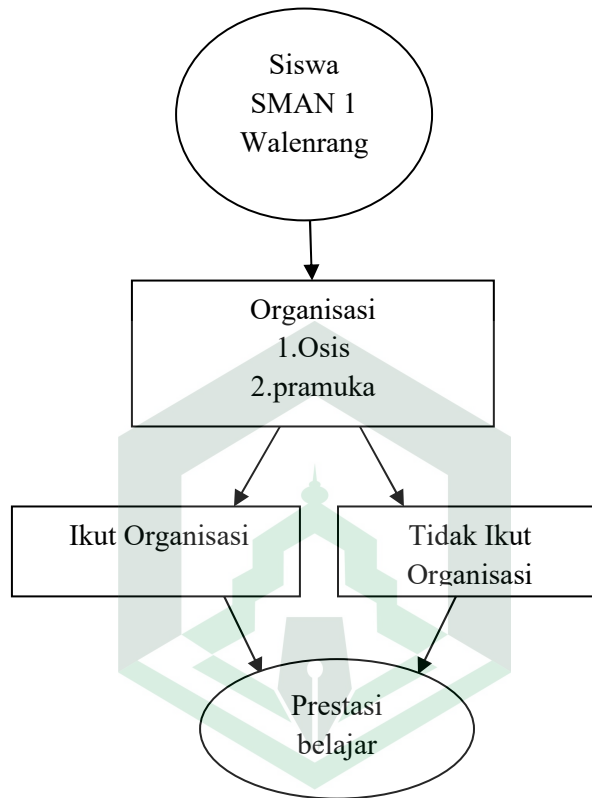 Siswa
SMAN 1
Walenrang
Organisasi
1.Osis
2.pramuka
Ikut Organisasi
Tidak Ikut
Organisasi
Prestasi
belajar